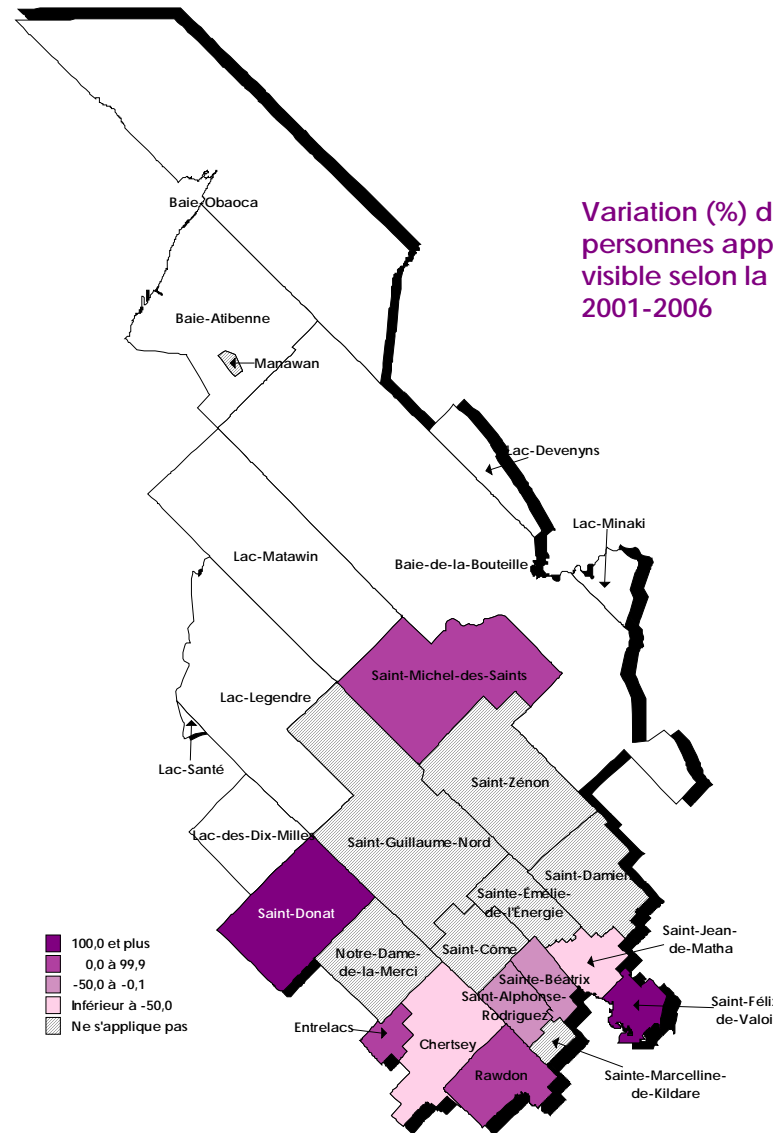 Variation (%) d
personnes app
visible selon la
2001-2006
Baie-Obaoca
Baie-Atibenne
Manawan
Lac-Devenyns
Lac-Minaki
Lac-Matawin
Baie-de-la-Bouteille
Saint-Michel-des-Saints
Lac-Legendre
Lac-Santé
Saint-Zénon
Lac-des-Dix-Mille
Saint-Guillaume-Nord
Saint-Damien
Sainte-Émélie-
de-l'Énergie
Saint-Donat
Saint-Jean-
de-Matha
Notre-Dame-
de-la-Merci
Saint-Côme
Sainte-Béatrix
Saint-Alphonse-
Rodriguez
Saint-Féli
de-Valoi
Entrelacs
Chertsey
Rawdon
Sainte-Marcelline-
de-Kildare
100,0 et plus
0,0 à 99,9
-50,0 à -0,1
Inférieur à -50,0
Ne s'applique pas